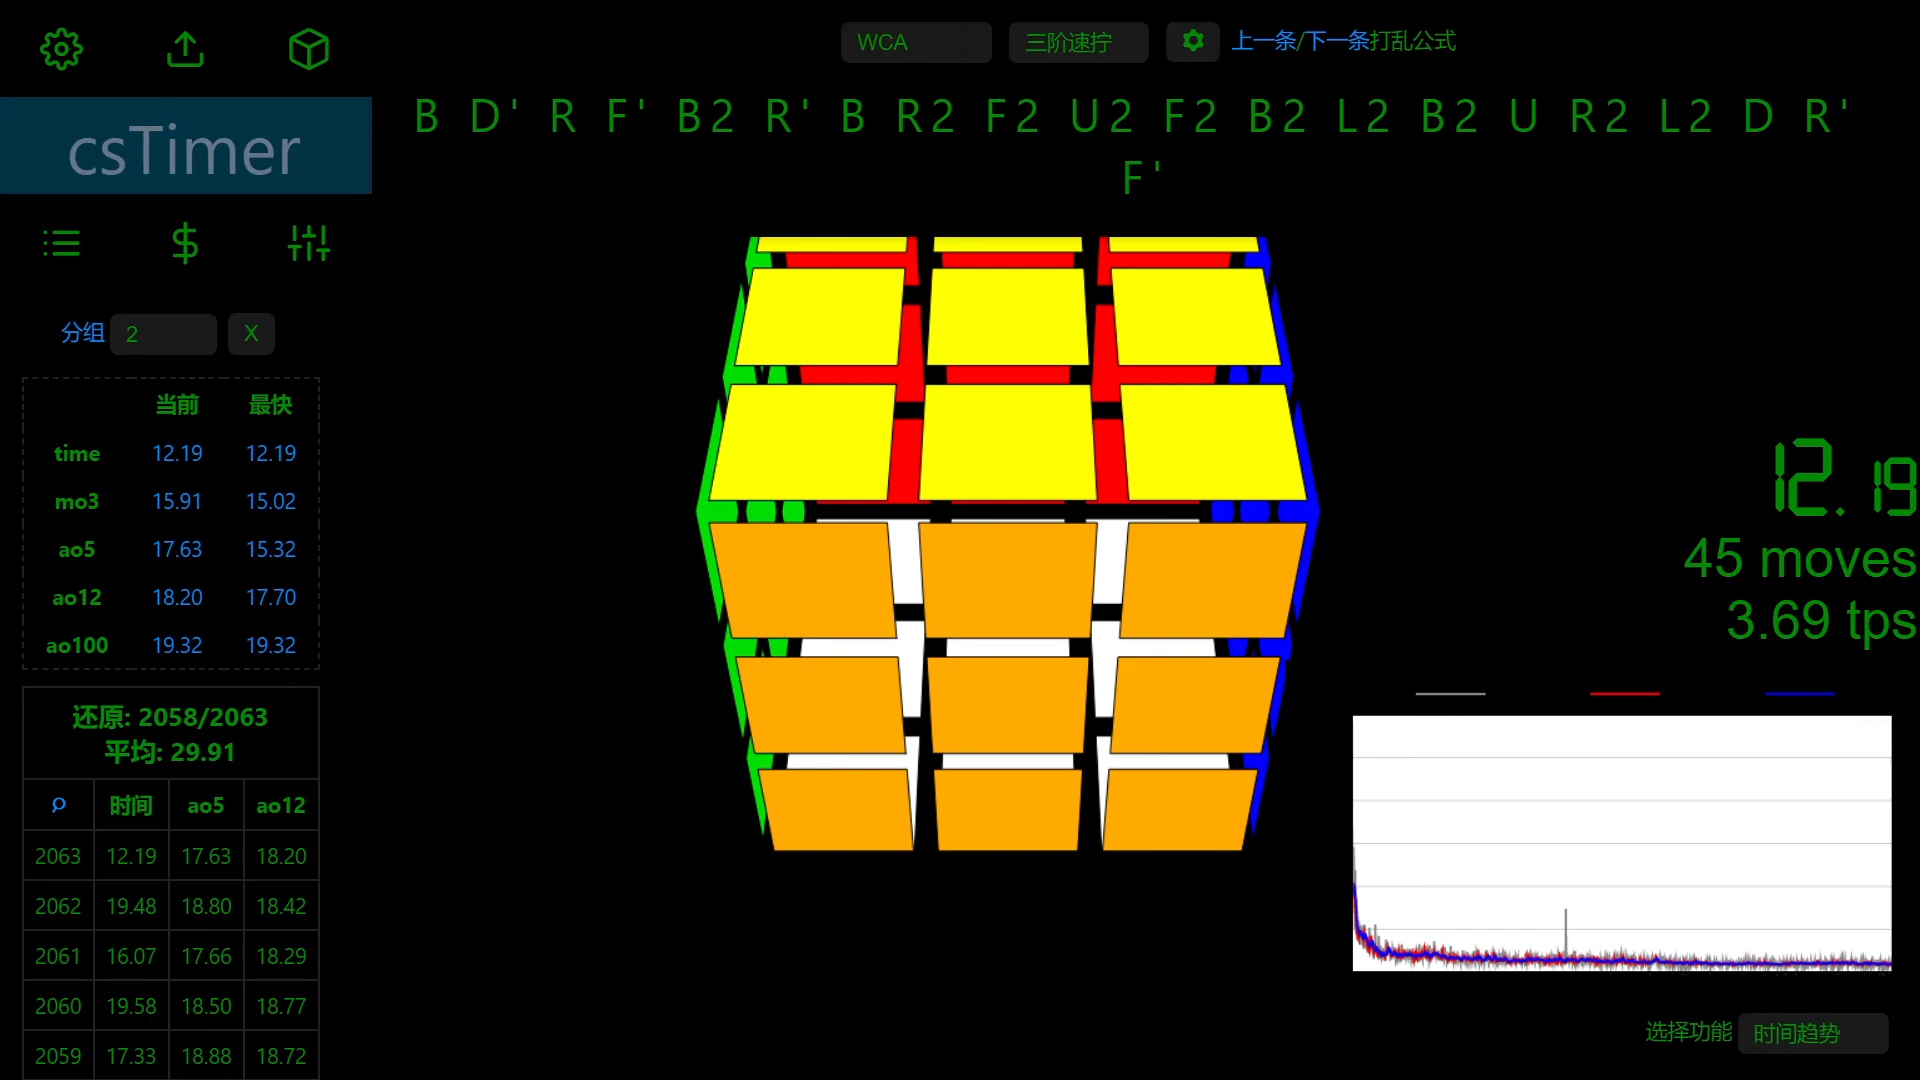 WCA 三阶速拧 上一条/下一条打乱公式
B D' R F' B2 R' B R2 F2 U2 F2 B2 L2 B2 U R2 L2 D R'
F'
csTimer
分组 2 X
当前 最快
time 12.19 12.19
mo3 15.91 15.02
ao5 17.63 15.32
ao12 18.20 17.70
ao100 19.32 19.32
还原: 2058/2063
平均: 29.91
时间 ao5 ao12
2063 12.19 17.63 18.20
2062 19.48 18.80 18.42
2061 16.07 17.66 18.29
2060 19.58 18.50 18.77
2059 17.33 18.88 18.72
12.19
45 moves
3.69 tps
选择功能 时间趋势